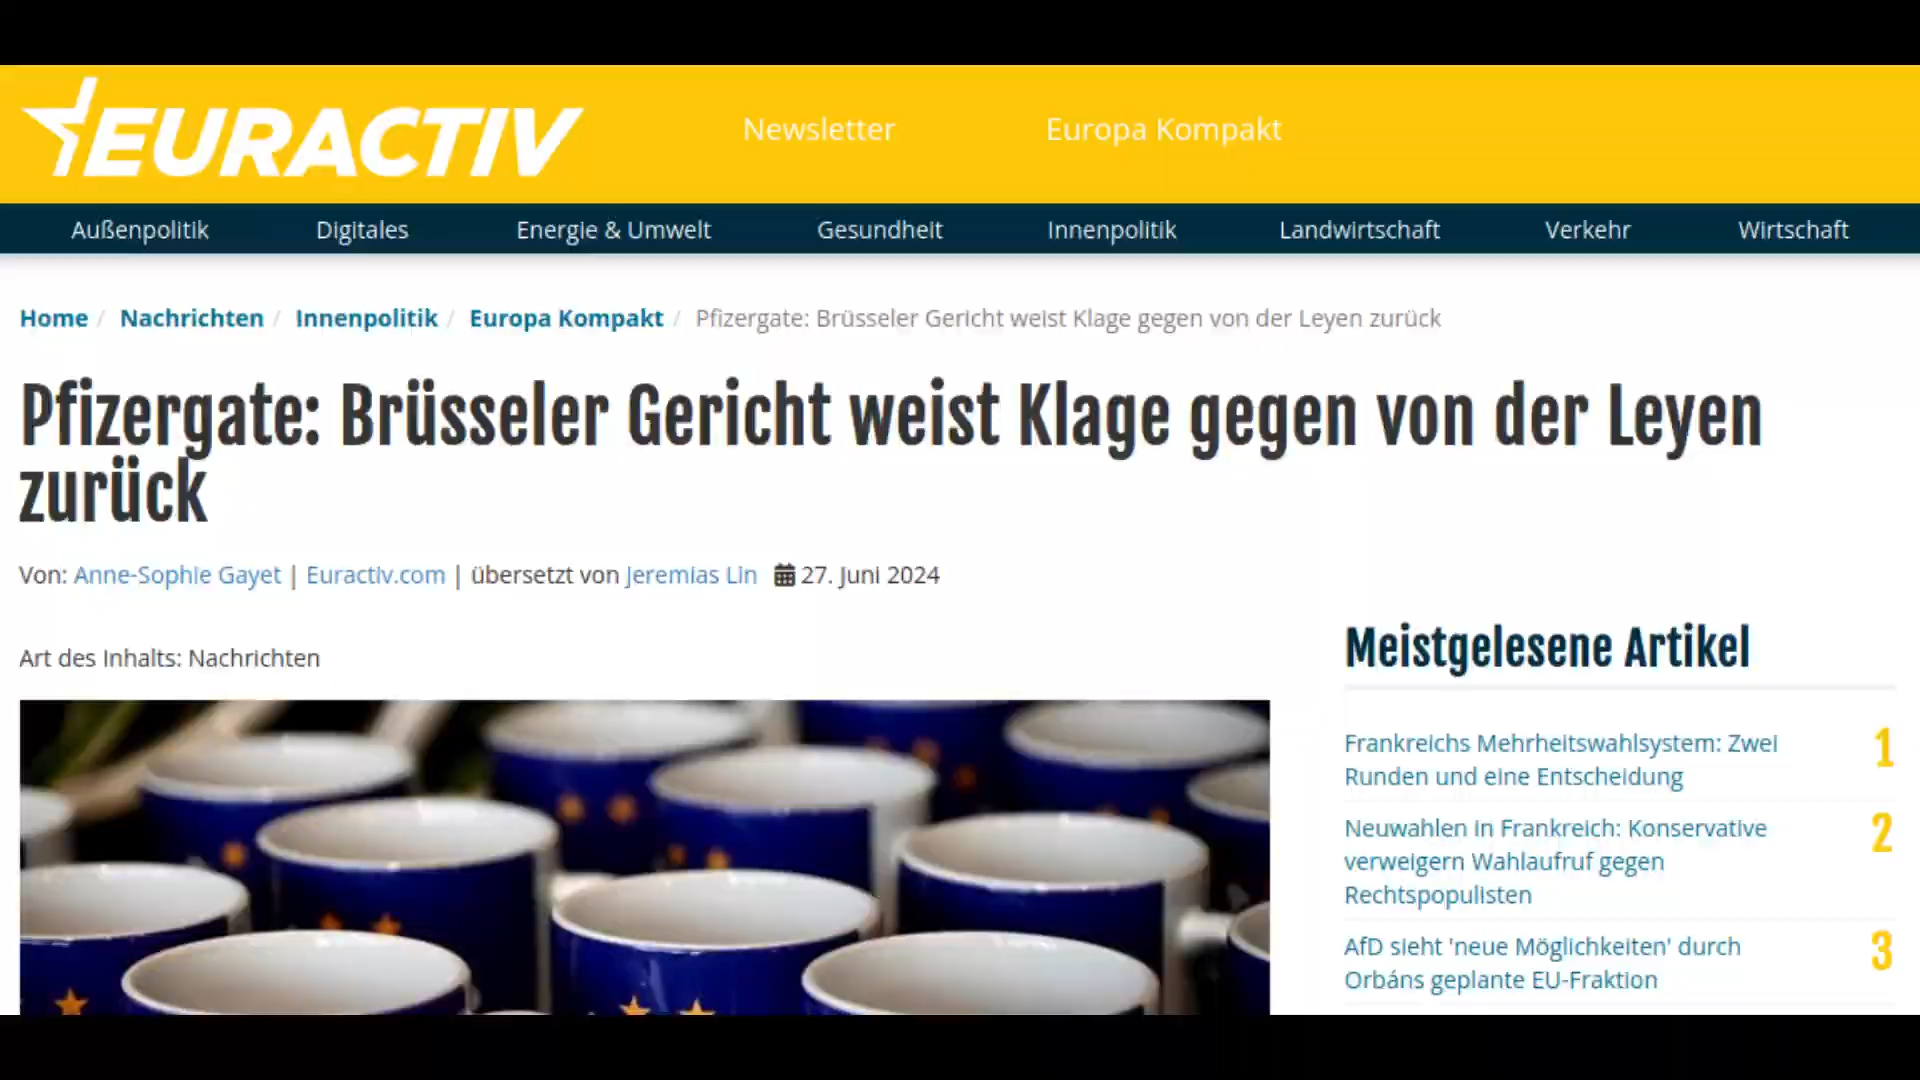 EURACTIV
Newsletter
Europa Kompakt
Außenpolitik
Digitales
Energie & Umwelt
Gesundheit
Innenpolitik
Landwirtschaft
Verkehr
Wirtschaft
Home / Nachrichten / Innenpolitik / Europa Kompakt / Pfizergate: Brüsseler Gericht weist Klage gegen von der Leyen zurück
Pfizergate: Brüsseler Gericht weist Klage gegen von der Leyen
zurück
Von: Anne-Sophie Gayet | Euractiv.com | übersetzt von Jeremias Lin 27. Juni 2024
Art des Inhalts: Nachrichten
Meistgelesene Artikel
Frankreichs Mehrheitswahlsystem: Zwei
Runden und eine Entscheidung
1
Neuwahlen in Frankreich: Konservative
verweigern Wahlaufruf gegen
Rechtspopulisten
2
AfD sieht 'neue Möglichkeiten' durch
Orbáns geplante EU-Fraktion
3